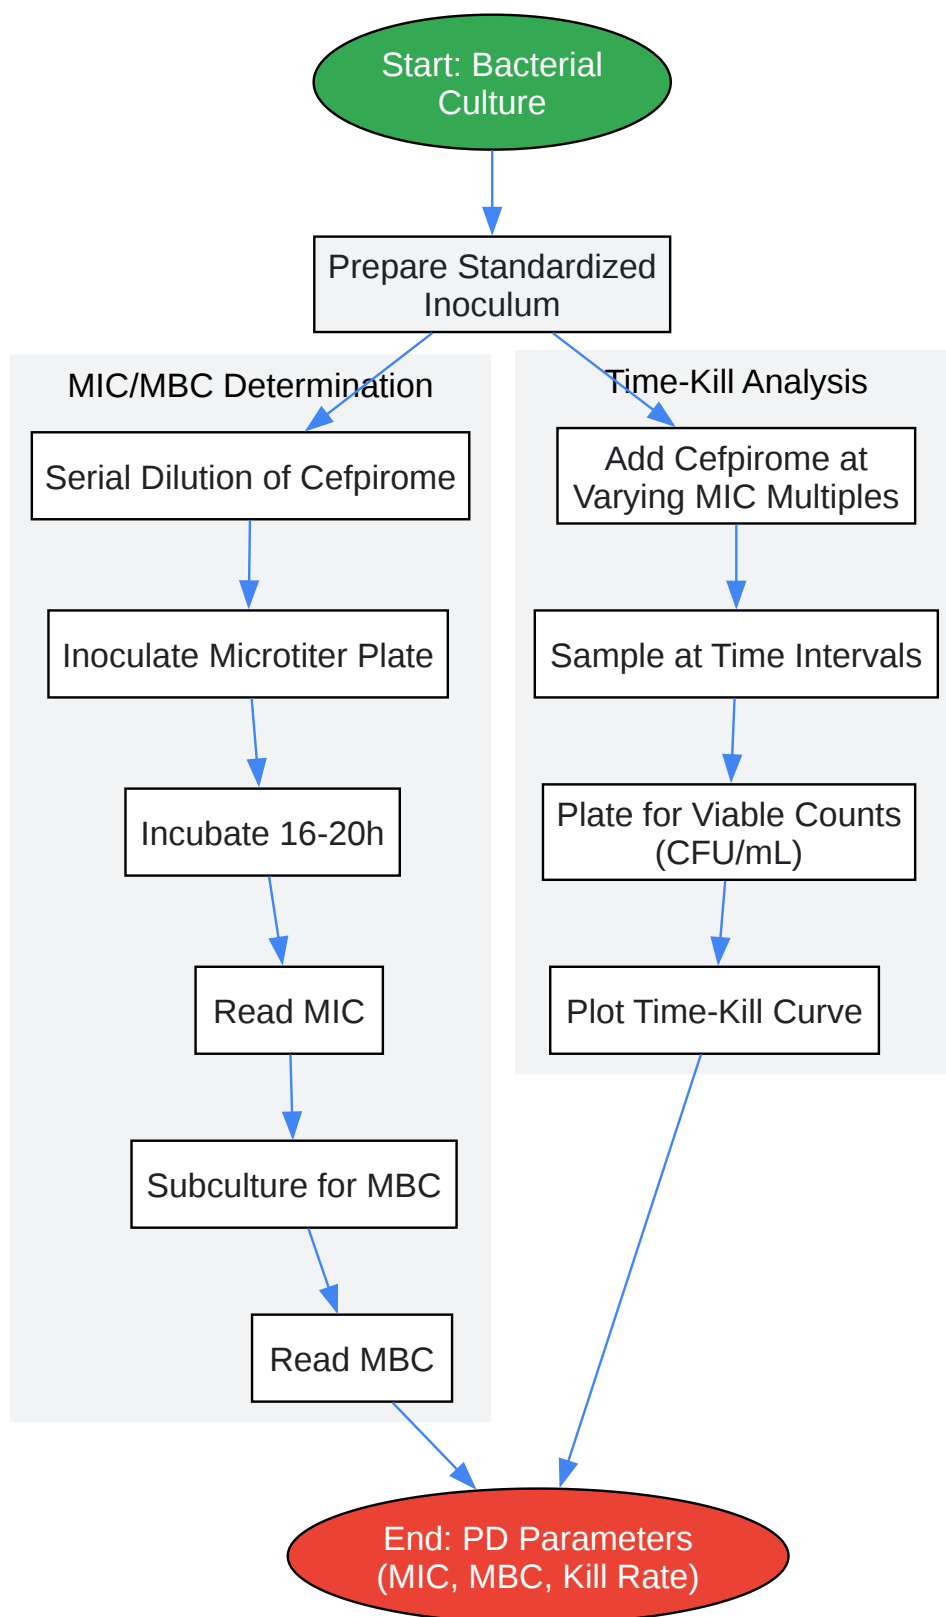 Start: Bacterial
Culture
Prepare Standardized
Inoculum
MIC/MBC Determination
Serial Dilution of Cefpirome
Inoculate Microtiter Plate
Incubate 16-20h
Read MIC
Subculture for MBC
Read MBC
Time-Kill Analysis
Add Cefpirome at
Varying MIC Multiples
Sample at Time Intervals
Plate for Viable Counts
(CFU/mL)
Plot Time-Kill Curve
End: PD Parameters
(MIC, MBC, Kill Rate)